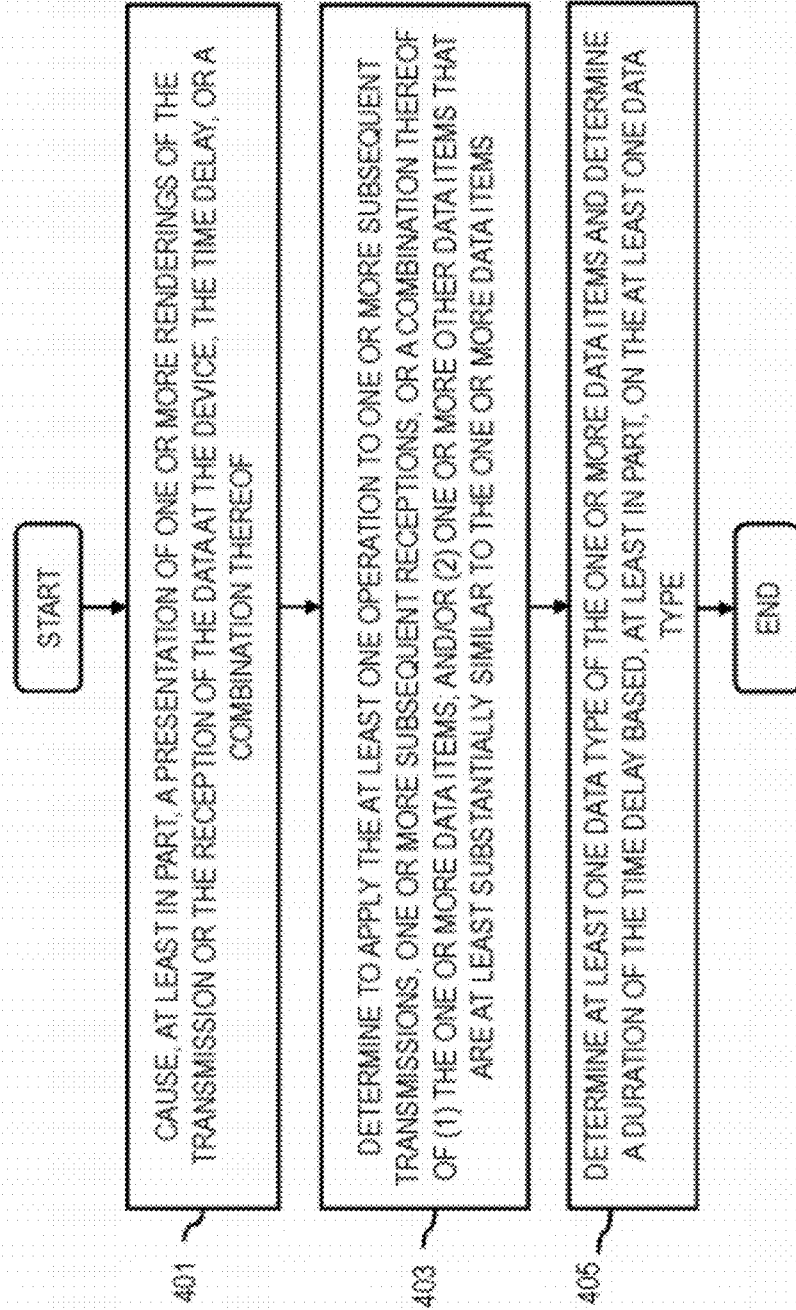 START
401
CAUSE, AT LEAST IN PART, A PRESENTATION OF ONE OR MORE RENDERINGS OF THE
TRANSMISSION OR THE RECEPTION OF THE DATA AT THE DEVICE, THE TIME DELAY, OR A
COMBINATION THEREOF
403
DETERMINE TO APPLY THE AT LEAST ONE OPERATION TO ONE OR MORE SUBSEQUENT
TRANSMISSIONS, ONE OR MORE SUBSEQUENT RECEPTIONS, OR A COMBINATION THEREOF
OF (1) THE ONE OR MORE DATA ITEMS, AND/OR (2) ONE OR MORE OTHER DATA ITEMS THAT
ARE AT LEAST SUBSTANTIALLY SIMILAR TO THE ONE OR MORE DATA ITEMS
405
DETERMINE AT LEAST ONE DATA TYPE OF THE ONE OR MORE DATA ITEMS AND DETERMINE
A DURATION OF THE TIME DELAY BASED, AT LEAST IN PART, ON THE AT LEAST ONE DATA
TYPE
END